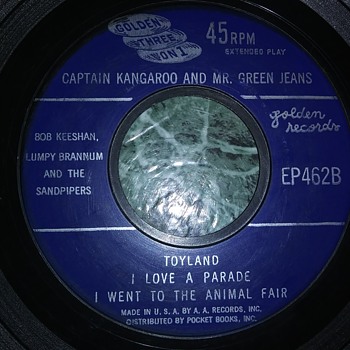 GOLDEN
THREE
ON 1
45 RPM
EXTENDED PLAY
CAPTAIN KANGAROO AND MR. GREEN JEANS
golden records
BOB KEESHAN,
LUMPY BRANNUM
AND THE
SANDPIPERS
EP462B
TOYLAND
I LOVE A PARADE
I WENT TO THE ANIMAL FAIR
MADE IN U.S.A. BY A.A. RECORDS, INC.
DISTRIBUTED BY POCKET BOOKS, INC.